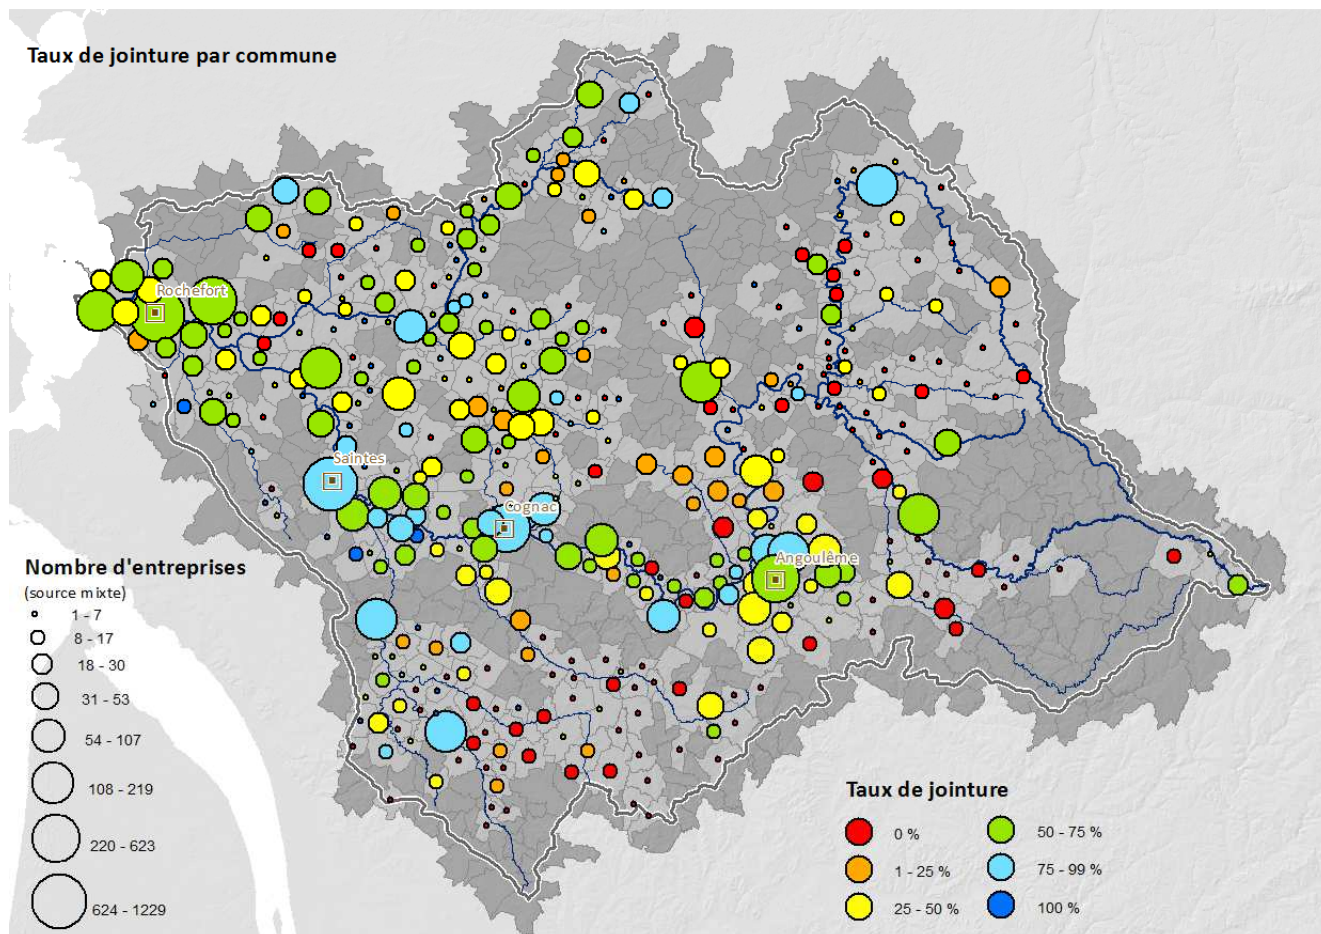 Taux de jointure par commune
Rochefort
Saintes
Cognac
Angoulême
Nombre d'entreprises
(source mixte)
1 - 7
8 - 17
18 - 30
31 - 53
54 - 107
108 - 219
220 - 623
624 - 1229
Taux de jointure
0 %
1 - 25 %
25 - 50 %
50 - 75 %
75 - 99 %
100 %